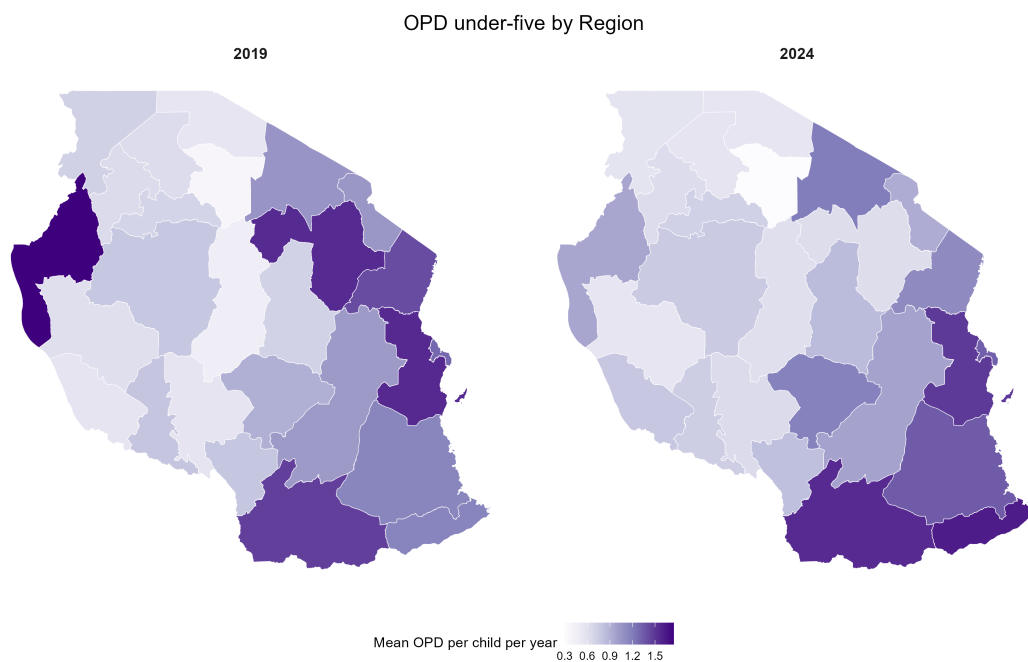 OPD under-five by Region
2019
2024
Mean OPD per child per year
0.3 0.6 0.9 1.2 1.5